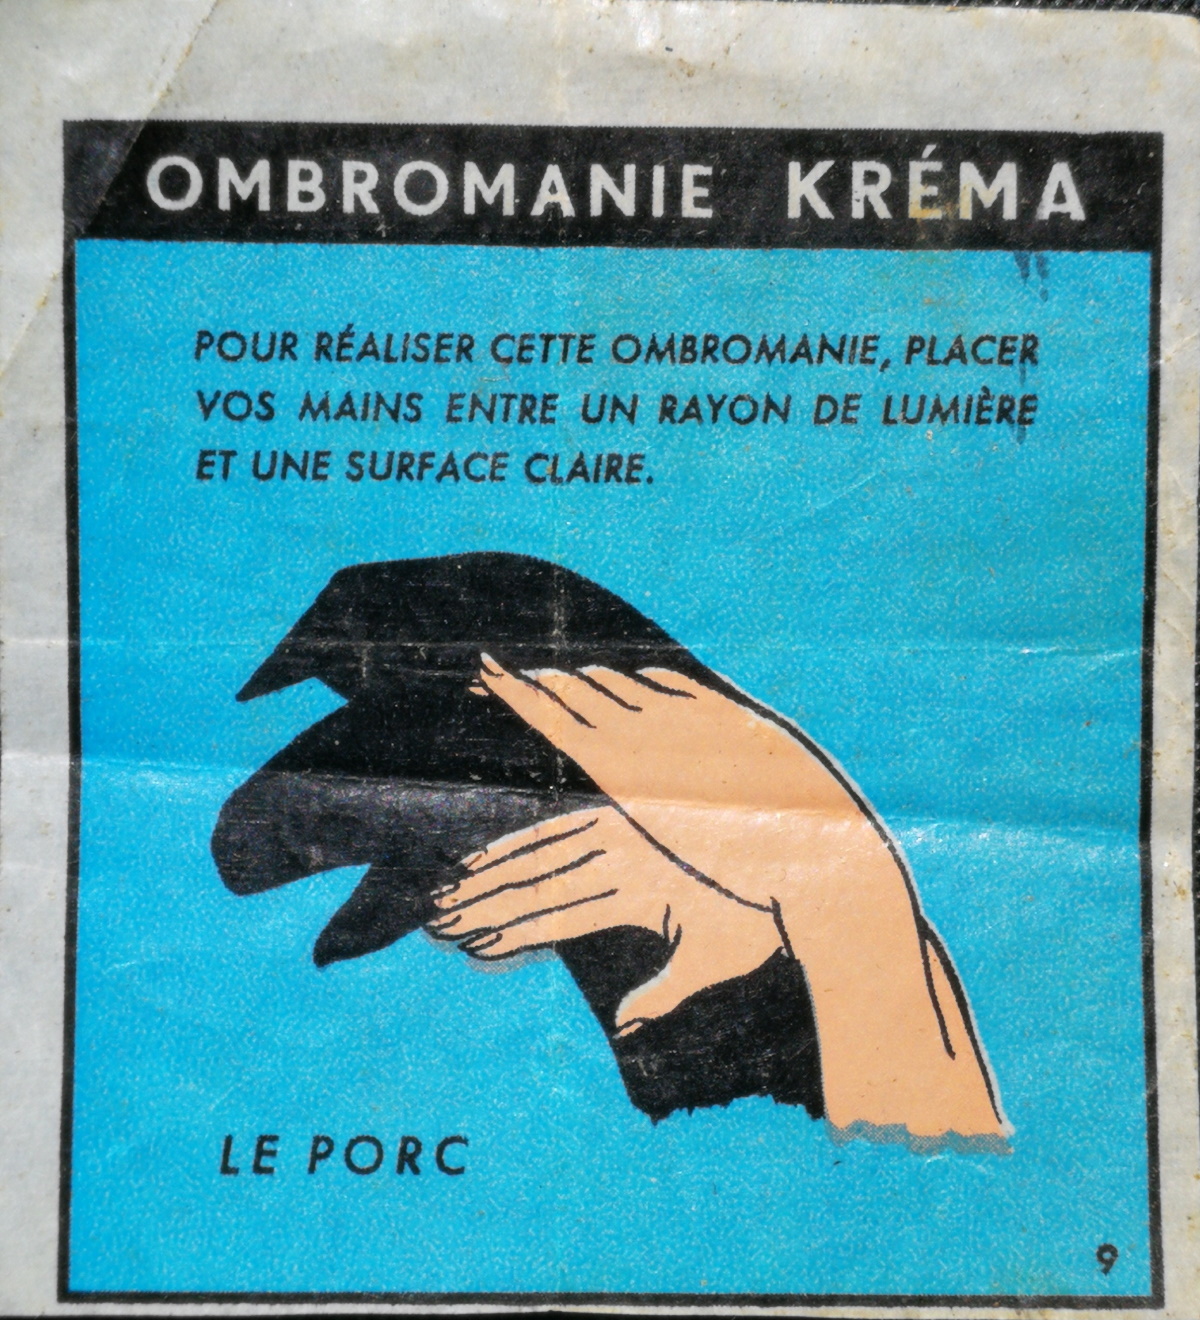 OMBROMANIE KRÉMA
POUR RÉALISER CETTE OMBROMANIE, PLACER
VOS MAINS ENTRE UN RAYON DE LUMIÈRE
ET UNE SURFACE CLAIRE.
LE PORC
9